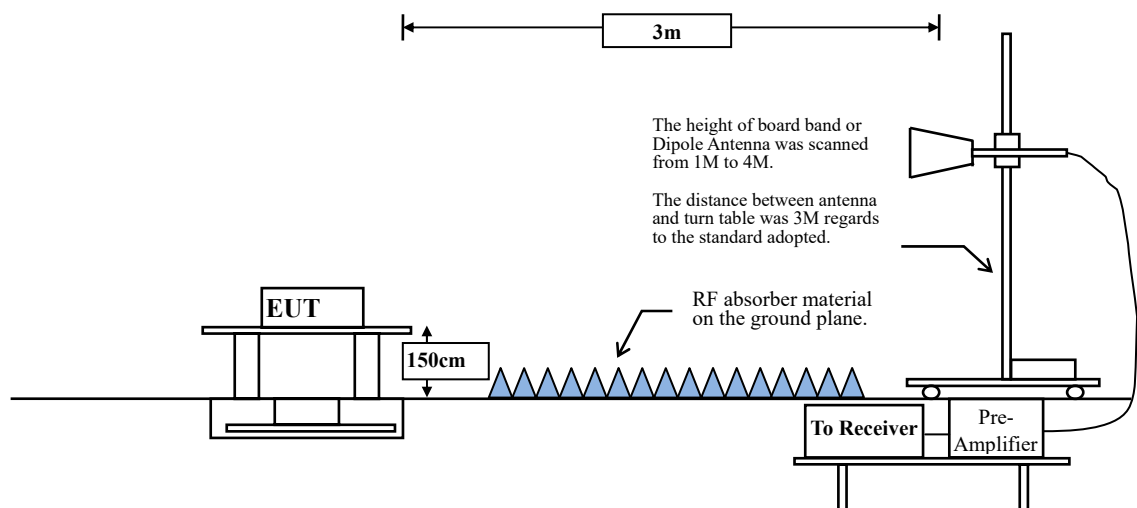 3m
The height of board band or
Dipole Antenna was scanned
from 1M to 4M.
The distance between antenna
and turn table was 3M regards
to the standard adopted.
EUT
RF absorber material
on the ground plane.
150cm
To Receiver
Pre-
Amplifier